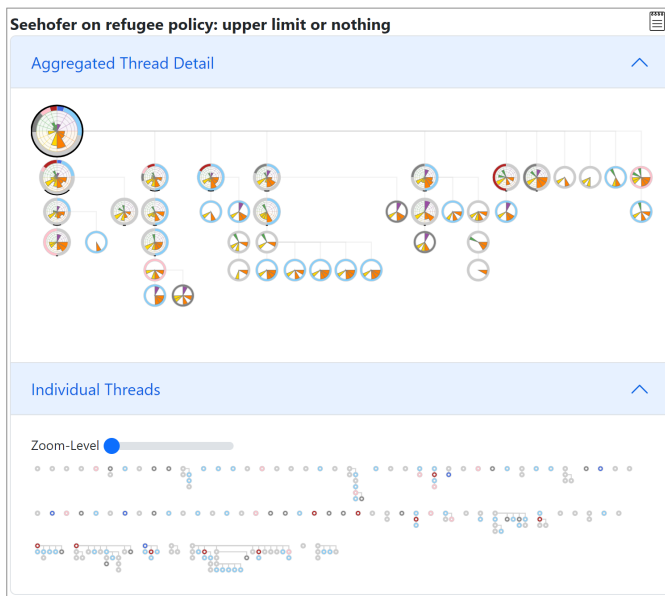 Seehofer on refugee policy: upper limit or nothing
Aggregated Thread Detail
Individual Threads
Zoom-Level